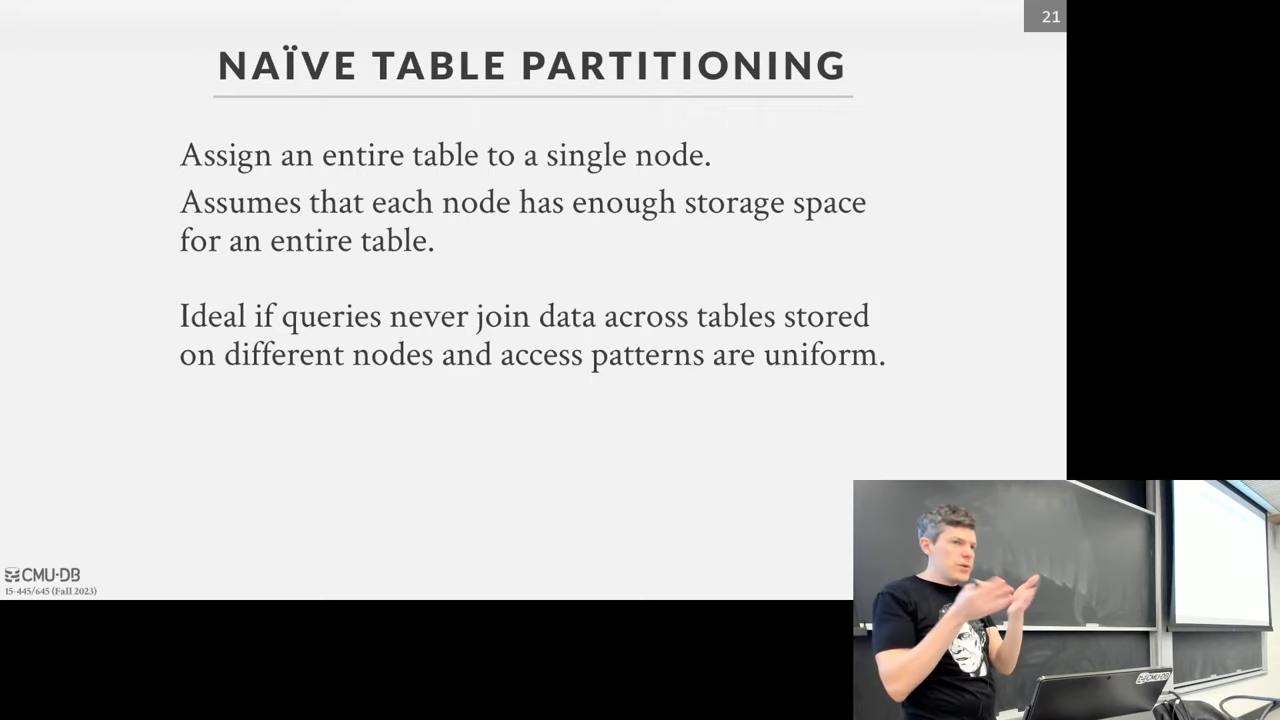 21
NAÏVE TABLE PARTITIONING
Assign an entire table to a single node.
Assumes that each node has enough storage space
for an entire table.
Ideal if queries never join data across tables stored
on different nodes and access patterns are uniform.
CMU·DB
15-445/645 (Fall 2023)
CMU·DB